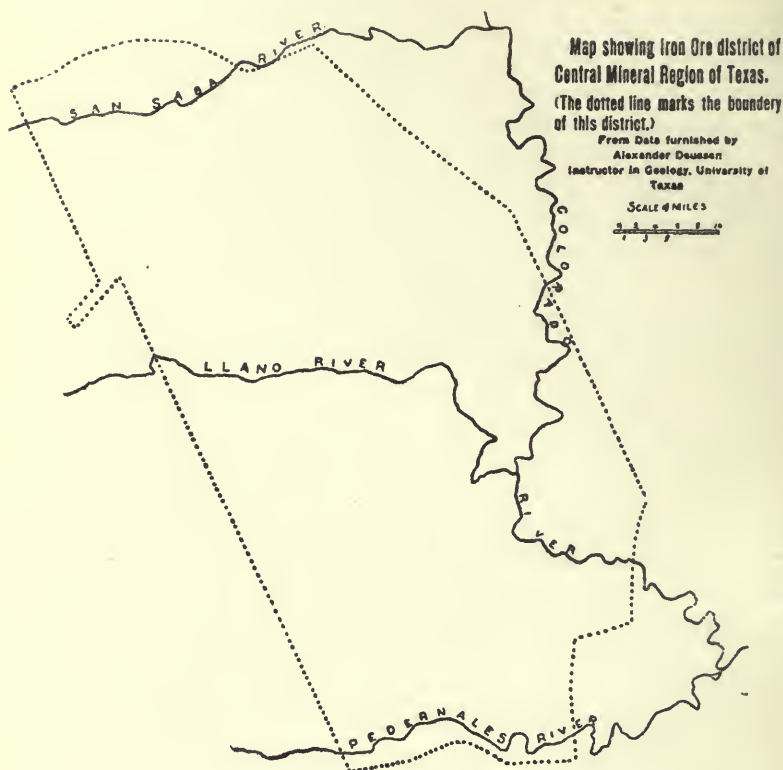 Map showing Iron Ore district of
Central Mineral Region of Texas.
(The dotted line marks the boundery
of this district.)
From Data furnished by
Alexander Deussen
Instructor in Geology, University of
Texas
SCALE of MILES
SAN SABA RIVER
COLORADO
LLANO RIVER
RIVER
PEDERNALES RIVER